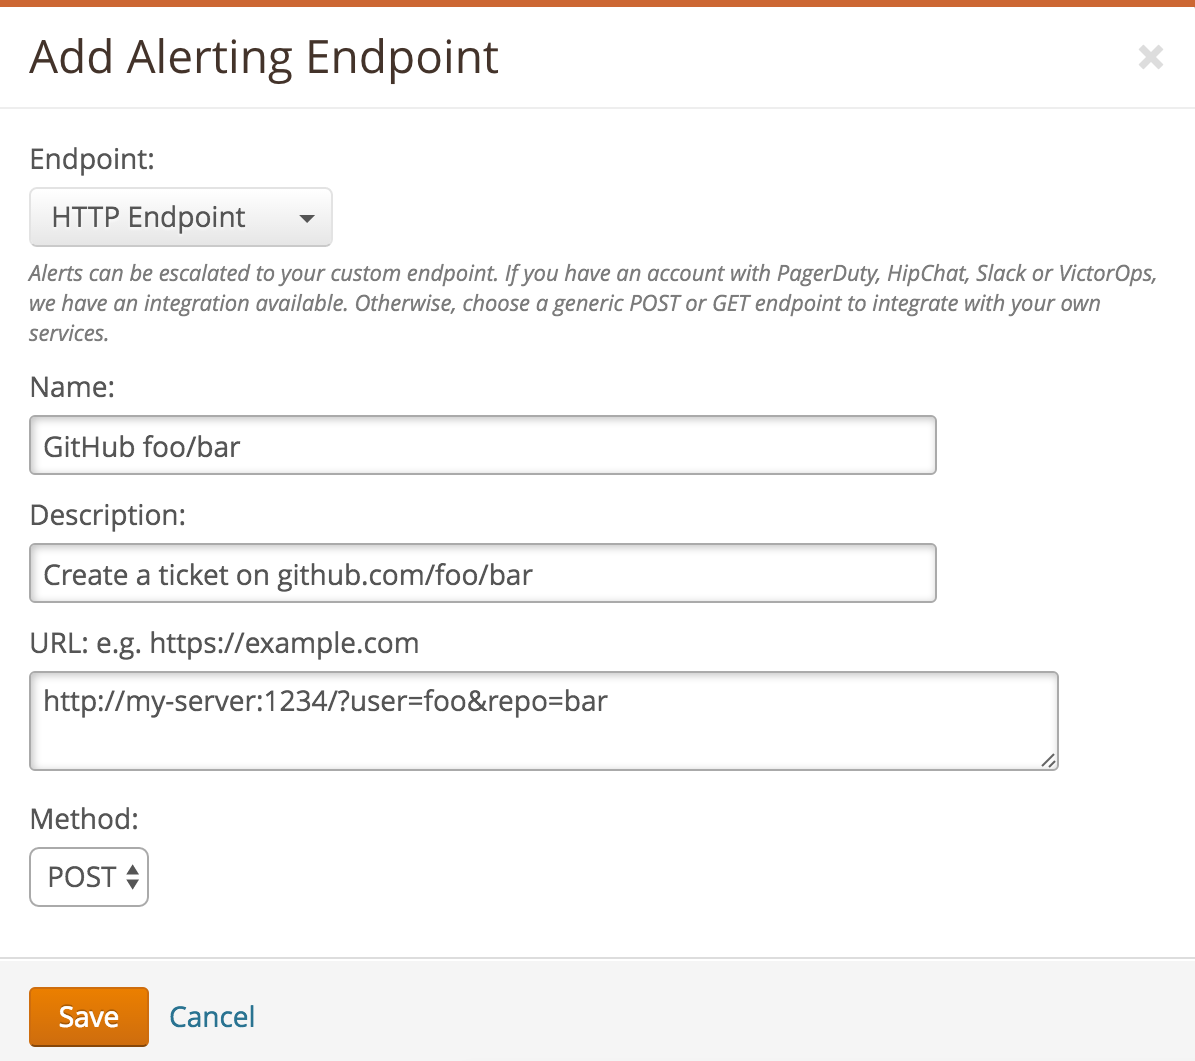 Add Alerting Endpoint
Endpoint:
HTTP Endpoint
Alerts can be escalated to your custom endpoint. If you have an account with PagerDuty, HipChat, Slack or VictorOps,
we have an integration available. Otherwise, choose a generic POST or GET endpoint to integrate with your own
services.
Name:
GitHub foo/bar
Description:
Create a ticket on github.com/foo/bar
URL: e.g. https://example.com
http://my-server:1234/?user=foo&repo=bar
Method:
POST
Save Cancel